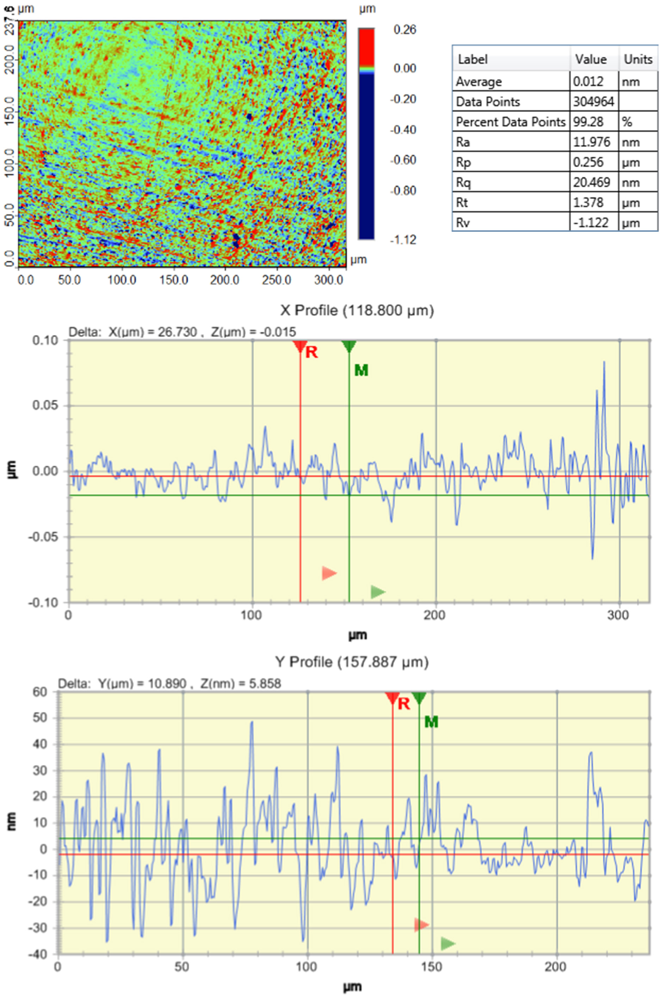 237.6 µm
200.0
150.0
100.0
50.0
0.0
0.0 50.0 100.0 150.0 200.0 250.0 300.0
µm
µm
0.26
0.00
-0.20
-0.40
-0.60
-0.80
-1.12
Label Value Units
Average 0.012 nm
Data Points 304964
Percent Data Points 99.28 %
Ra 11.976 nm
Rp 0.256 µm
Rq 20.469 nm
Rt 1.378 µm
Rv -1.122 µm
X Profile (118.800 µm)
Delta: X(µm) = 26.730 , Z(µm) = -0.015
0.10
R
M
0.05
0.00
µm
-0.05
-0.10
0 100 200 300
µm
Y Profile (157.887 µm)
Delta: Y(µm) = 10.890 , Z(nm) = 5.858
60
R
M
50
40
30
20
10
nm
0
-10
-20
-30
-40
0 50 100 150 200
µm